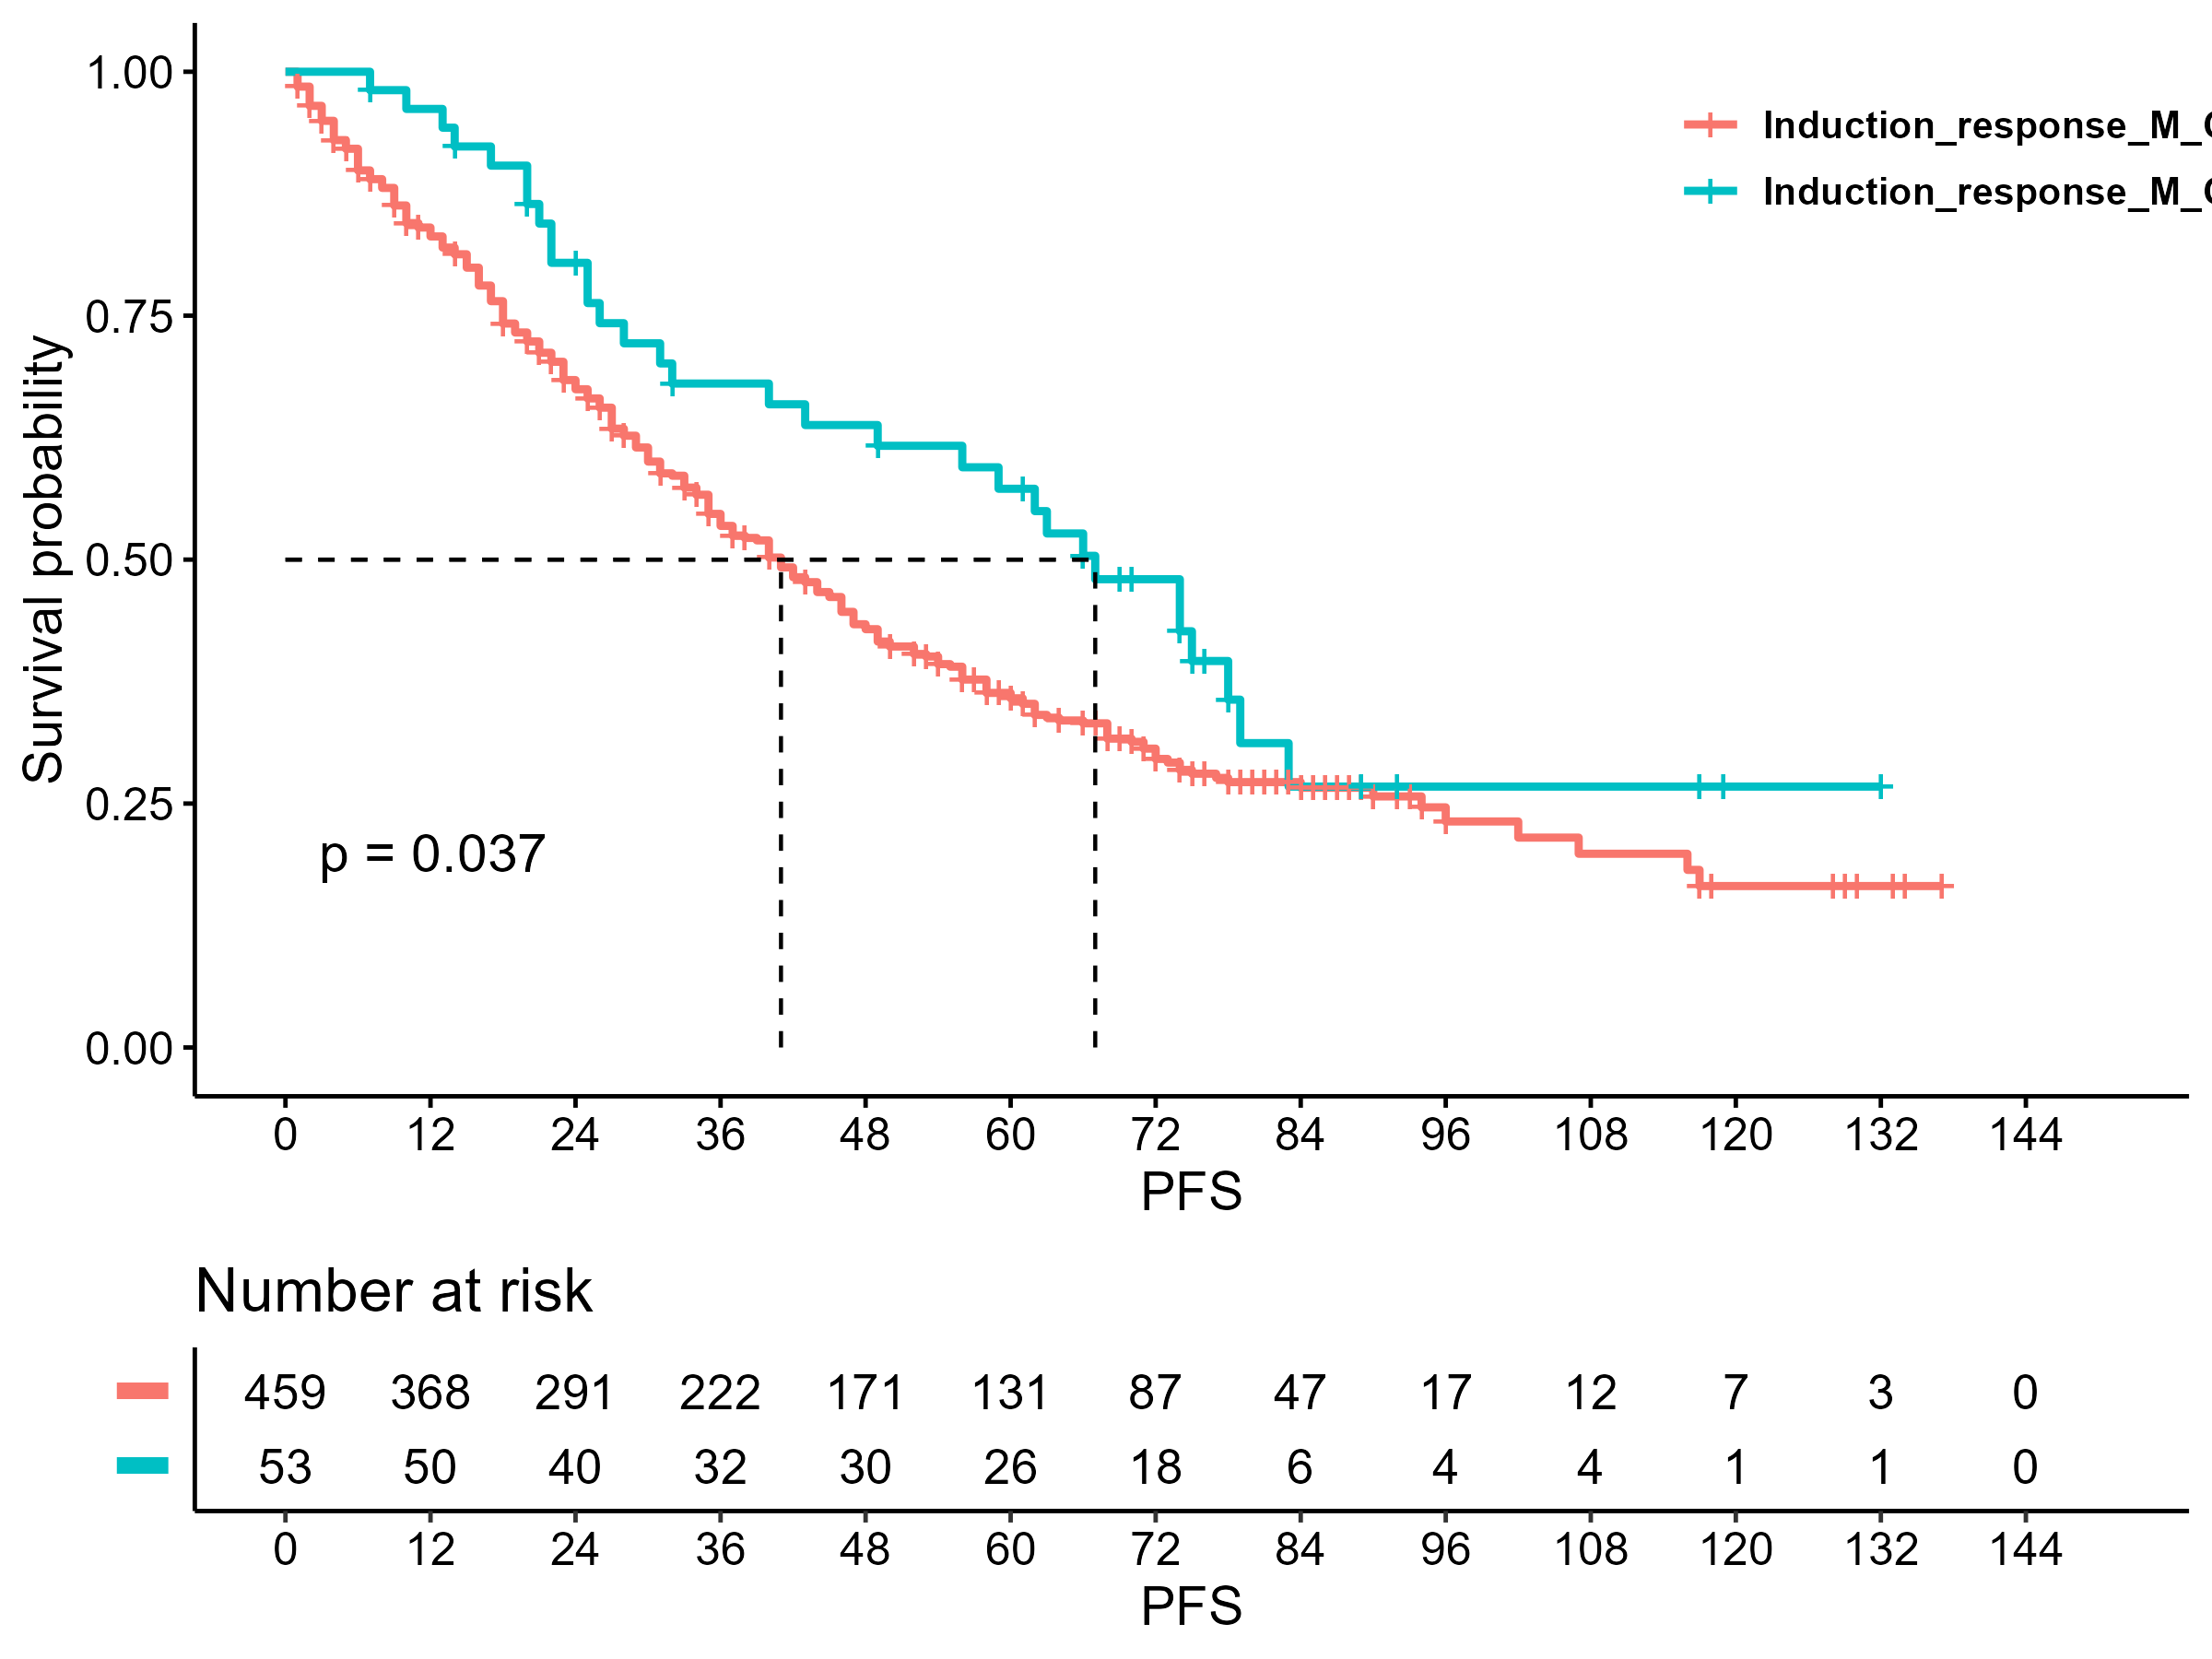 1.00
0.75
0.50
0.25
0.00
Survival probability
Induction_response_M_
Induction_response_M_
p = 0.037
0 12 24 36 48 60 72 84 96 108 120 132 144
PFS
Number at risk
459 368 291 222 171 131 87 47 17 12 7 3 0
53 50 40 32 30 26 18 6 4 4 1 1 0
0 12 24 36 48 60 72 84 96 108 120 132 144
PFS